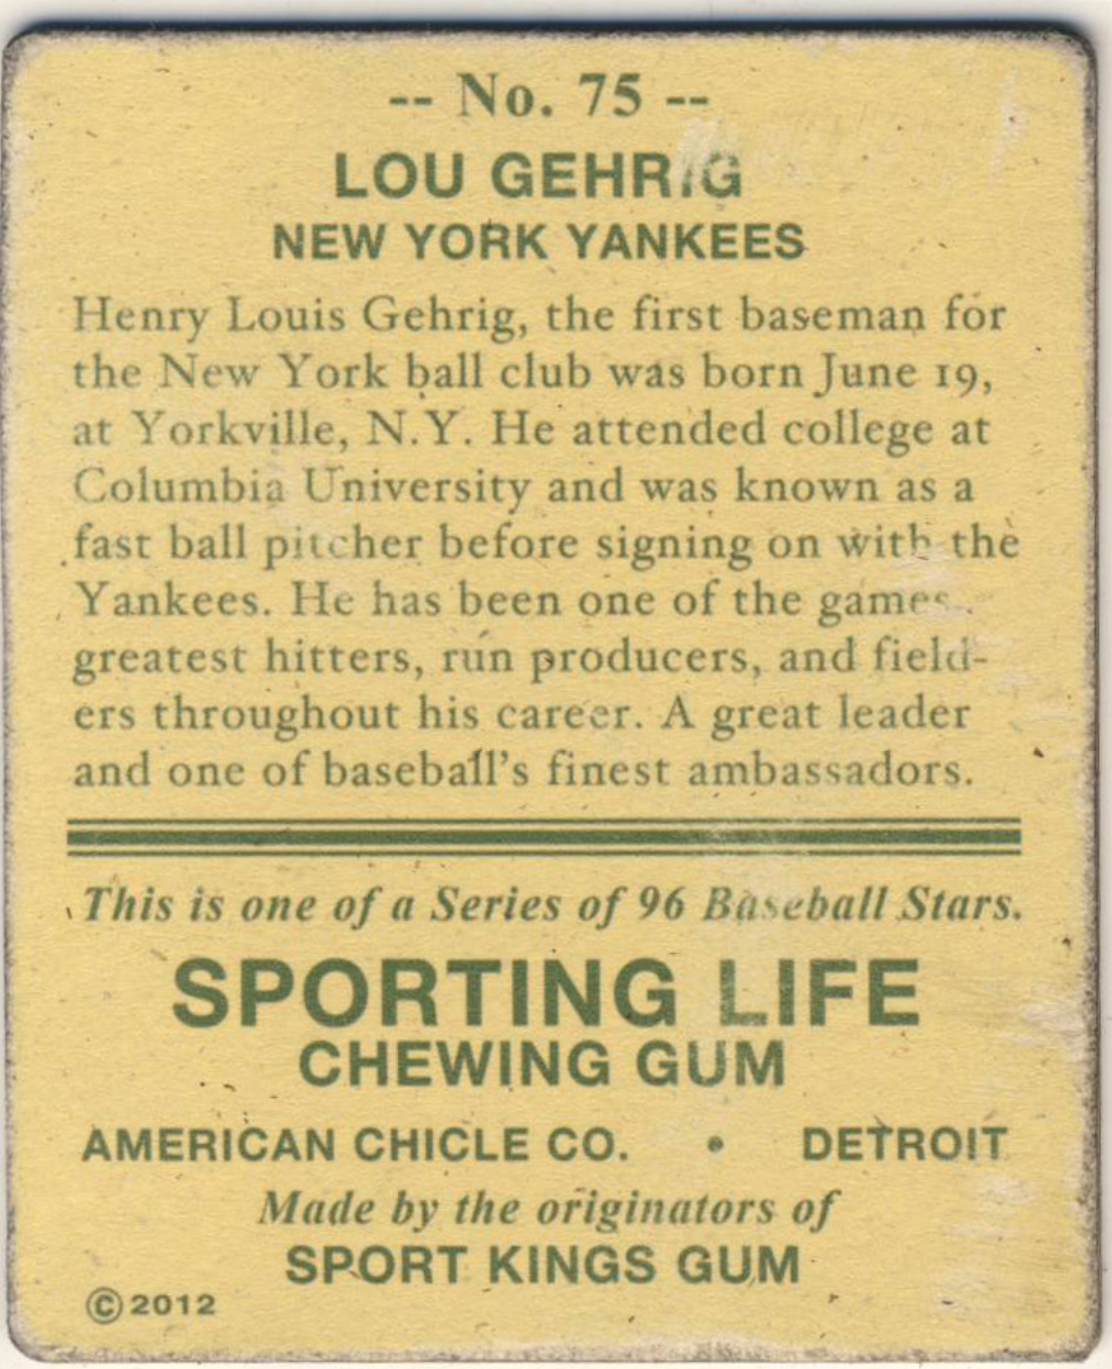 -- No. 75 --
LOU GEHRIG
NEW YORK YANKEES
Henry Louis Gehrig, the first baseman for
the New York ball club was born June 19,
at Yorkville, N.Y. He attended college at
Columbia University and was known as a
fast ball pitcher before signing on with the
Yankees. He has been one of the games
greatest hitters, run producers, and field-
ers throughout his career. A great leader
and one of baseball's finest ambassadors.
This is one of a Series of 96 Baseball Stars.
SPORTING LIFE
CHEWING GUM
AMERICAN CHICLE CO. • DETROIT
Made by the originators of
SPORT KINGS GUM
©2012